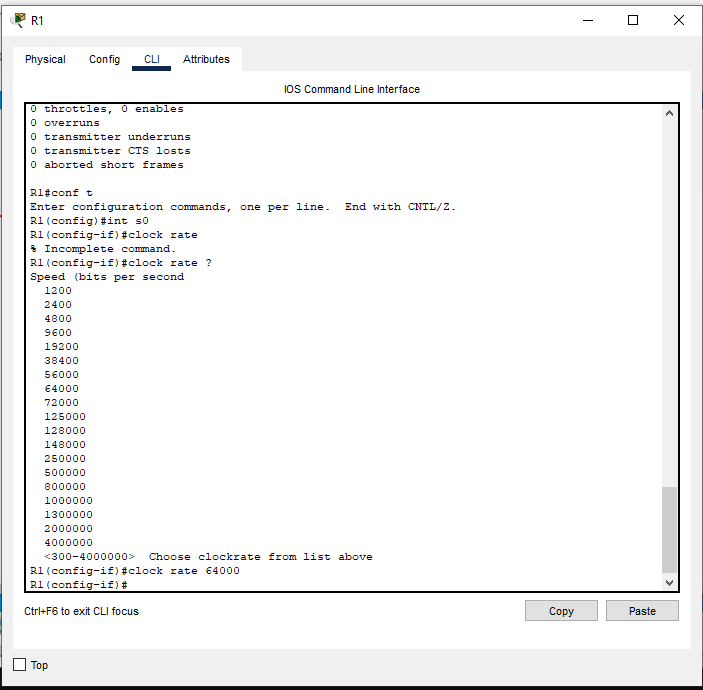 R1
Physical Config CLI Attributes
IOS Command Line Interface
0 throttles, 0 enables
0 overruns
0 transmitter underruns
0 transmitter CTS losts
0 aborted short frames
R1#conf t
Enter configuration commands, one per line.  End with CNTL/Z.
R1(config)#int s0
R1(config-if)#clock rate
% Incomplete command.
R1(config-if)#clock rate ?
Speed (bits per second
1200
2400
4800
9600
19200
38400
56000
64000
72000
125000
128000
148000
250000
500000
800000
1000000
1300000
2000000
4000000
<300-4000000>  Choose clockrate from list above
R1(config-if)#clock rate 64000
R1(config-if)#
Ctrl+F6 to exit CLI focus
Copy Paste
Top